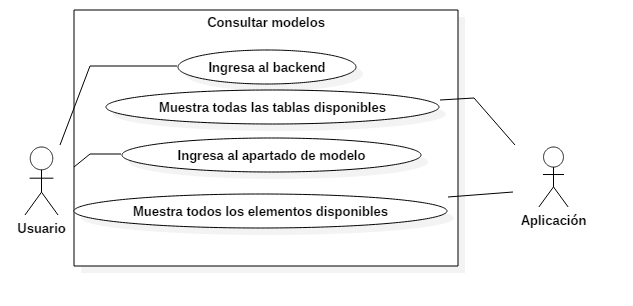 Consultar modelos
Ingresa al backend
Muestra todas las tablas disponibles
Ingresa al apartado de modelo
Muestra todos los elementos disponibles
Usuario
Aplicación